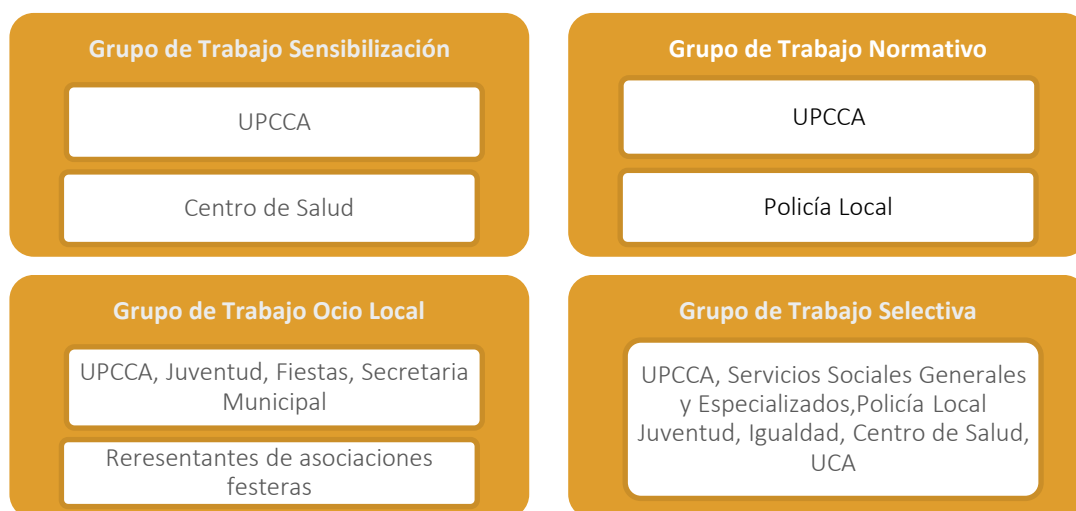 Grupo de Trabajo Sensibilización
UPCCA
Centro de Salud
Grupo de Trabajo Normativo
UPCCA
Policía Local
Grupo de Trabajo Ocio Local
UPCCA, Juventud, Fiestas, Secretaria
Municipal
Reresentantes de asociaciones
festeras
Grupo de Trabajo Selectiva
UPCCA, Servicios Sociales Generales
y Especializados,Policía Local
Juventud, Igualdad, Centro de Salud,
UCA